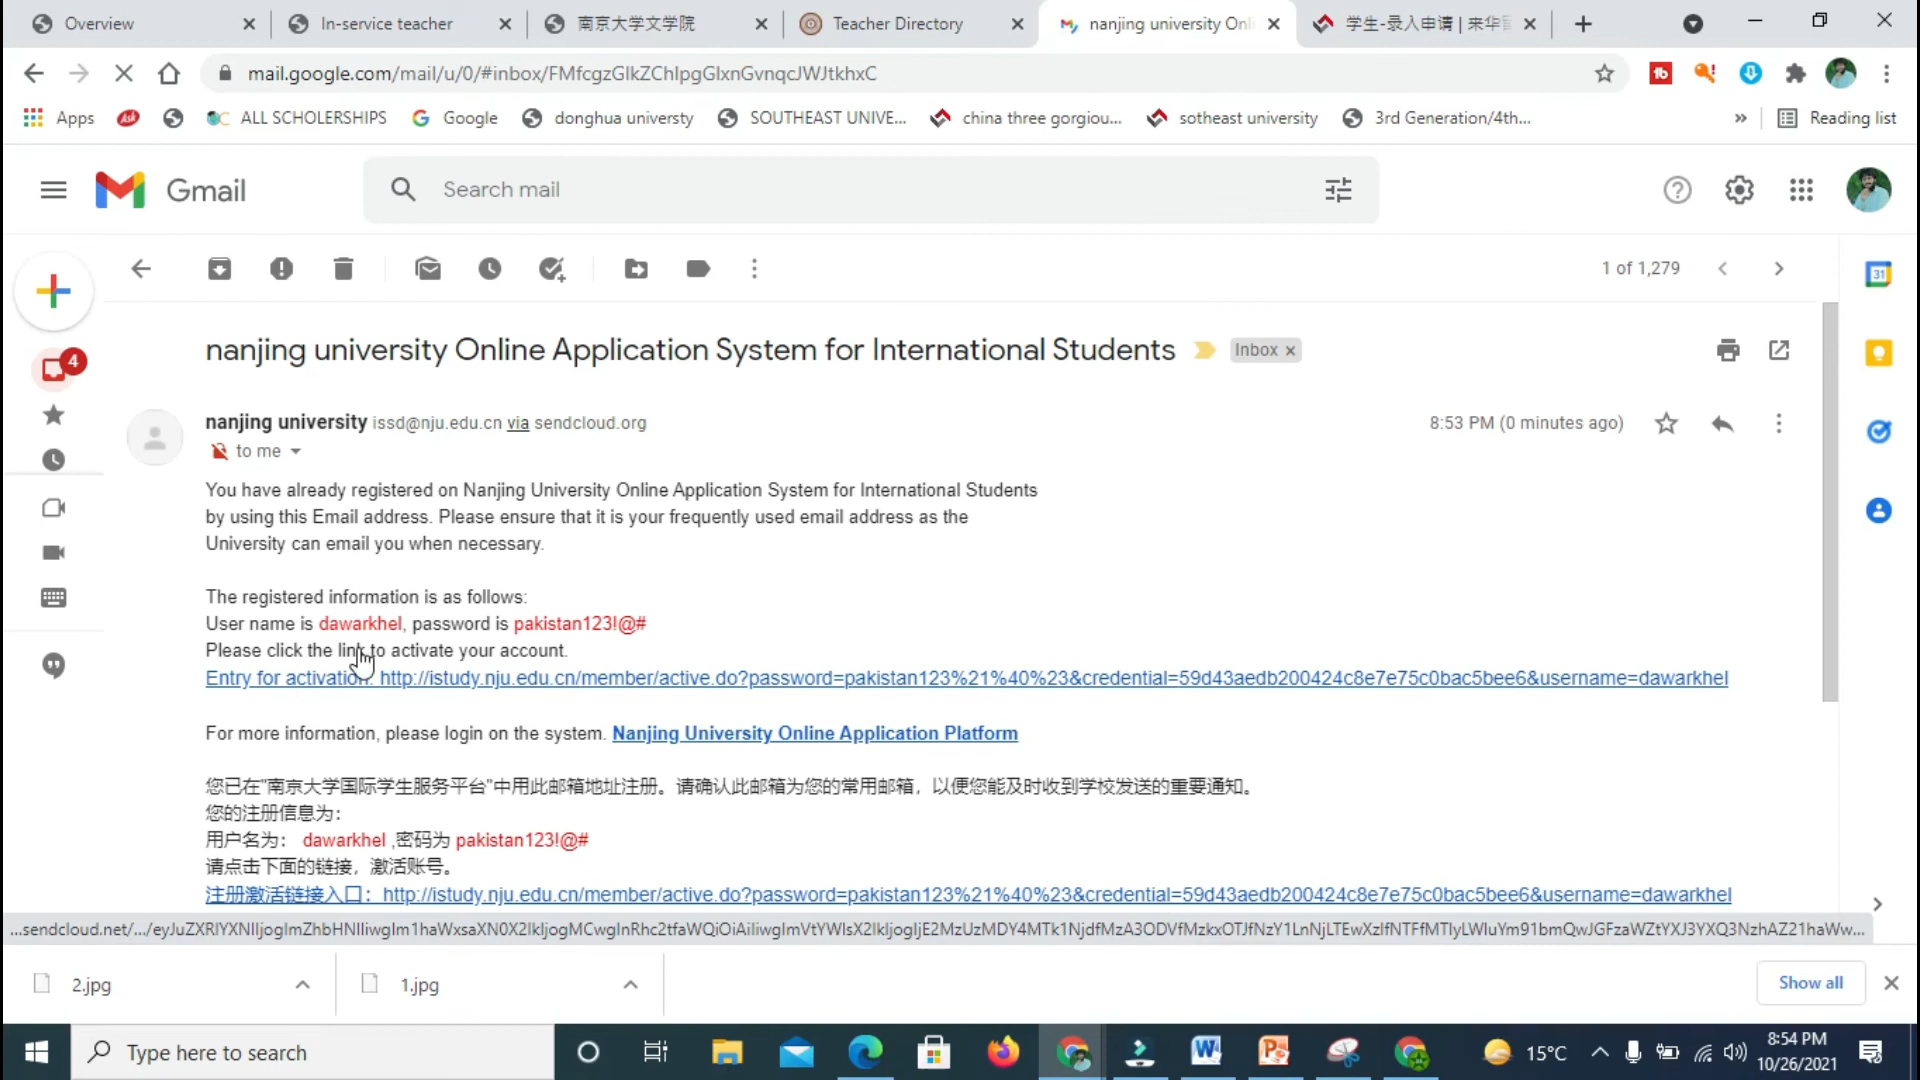 Overview
In-service teacher
南京大学文学院
Teacher Directory
nanjing university Onl
学生-录入申请 | 来华
mail.google.com/mail/u/0/#inbox/FMfcgzGlkZChlpgGlxnGvnqcJWJtkhxC
Apps
ALL SCHOLERSHIPS
Google
donghua universty
SOUTHEAST UNIVE...
china three gorgiou...
sotheast university
3rd Generation/4th...
Reading list
Gmail
Search mail
1 of 1,279
31
4
nanjing university Online Application System for International Students
Inbox
nanjing university issd@nju.edu.cn via sendcloud.org
8:53 PM (0 minutes ago)
to me
You have already registered on Nanjing University Online Application System for International Students
by using this Email address. Please ensure that it is your frequently used email address as the
University can email you when necessary.
The registered information is as follows:
User name is dawarkhel, password is pakistan123!@#
Please click the link to activate your account.
Entry for activation: http://istudy.nju.edu.cn/member/active.do?password=pakistan123%21%40%23&credential=59d43aedb200424c8e7e75c0bac5bee6&username=dawarkhel
For more information, please login on the system. Nanjing University Online Application Platform
您已在"南京大学国际学生服务平台"中用此邮箱地址注册。请确认此邮箱为您的常用邮箱，以便您能及时收到学校发送的重要通知。
您的注册信息为：
用户名为： dawarkhel ,密码为 pakistan123!@#
请点击下面的链接，激活账号。
注册激活链接入口：http://istudy.nju.edu.cn/member/active.do?password=pakistan123%21%40%23&credential=59d43aedb200424c8e7e75c0bac5bee6&username=dawarkhel
2.jpg
1.jpg
Show all
Type here to search
15°C
8:54 PM
10/26/2021